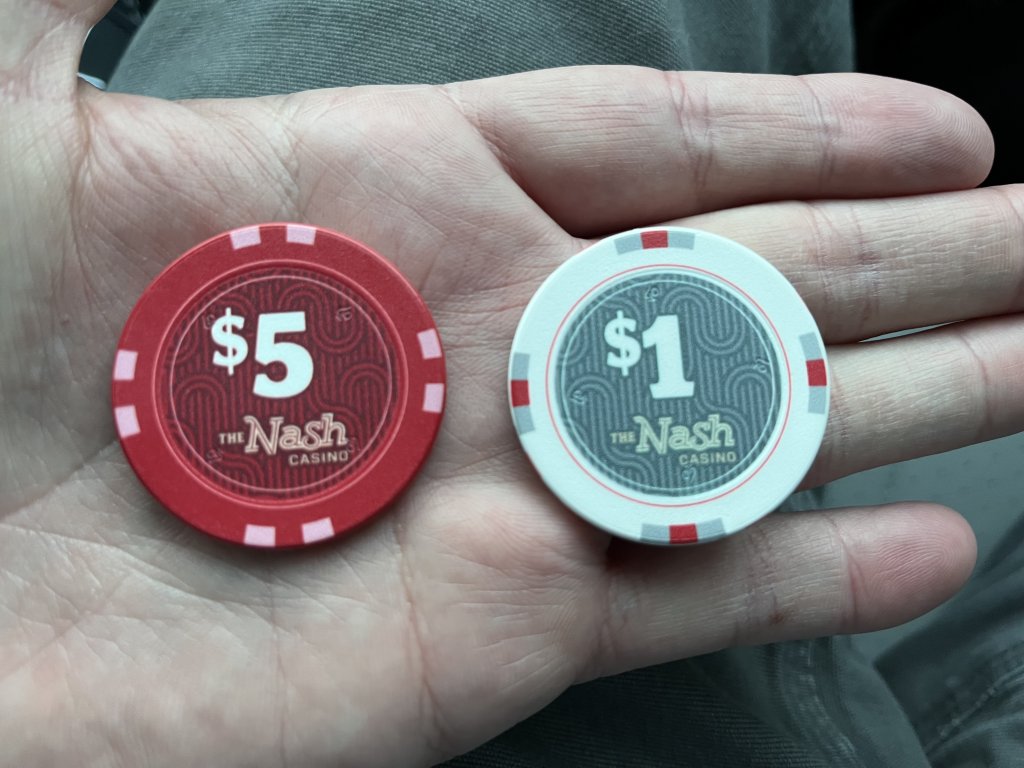 $5
THE Nash
CASINO
$1
THE Nash
CASINO